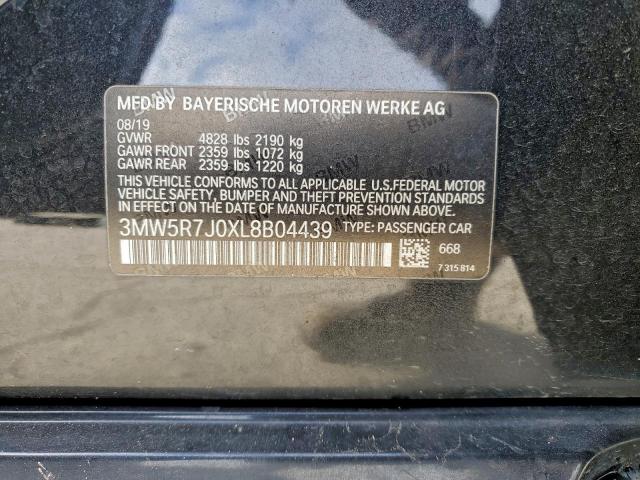 MFD BY BAYERISCHE MOTOREN WERKE AG
08/19
GVWR 4828 lbs 2190 kg
GAWR FRONT 2359 lbs 1072 kg
GAWR REAR 2359 lbs 1220 kg
THIS VEHICLE CONFORMS TO ALL APPLICABLE U.S.FEDERAL MOTOR
VEHICLE SAFETY, BUMPER AND THEFT PREVENTION
STANDARDS IN EFFECT ON THE DATE OF MANUFACTURE SHOWN ABOVE.
3MW5R7J0XL8B04439 TYPE: PASSENGER CAR
668
7 315 814